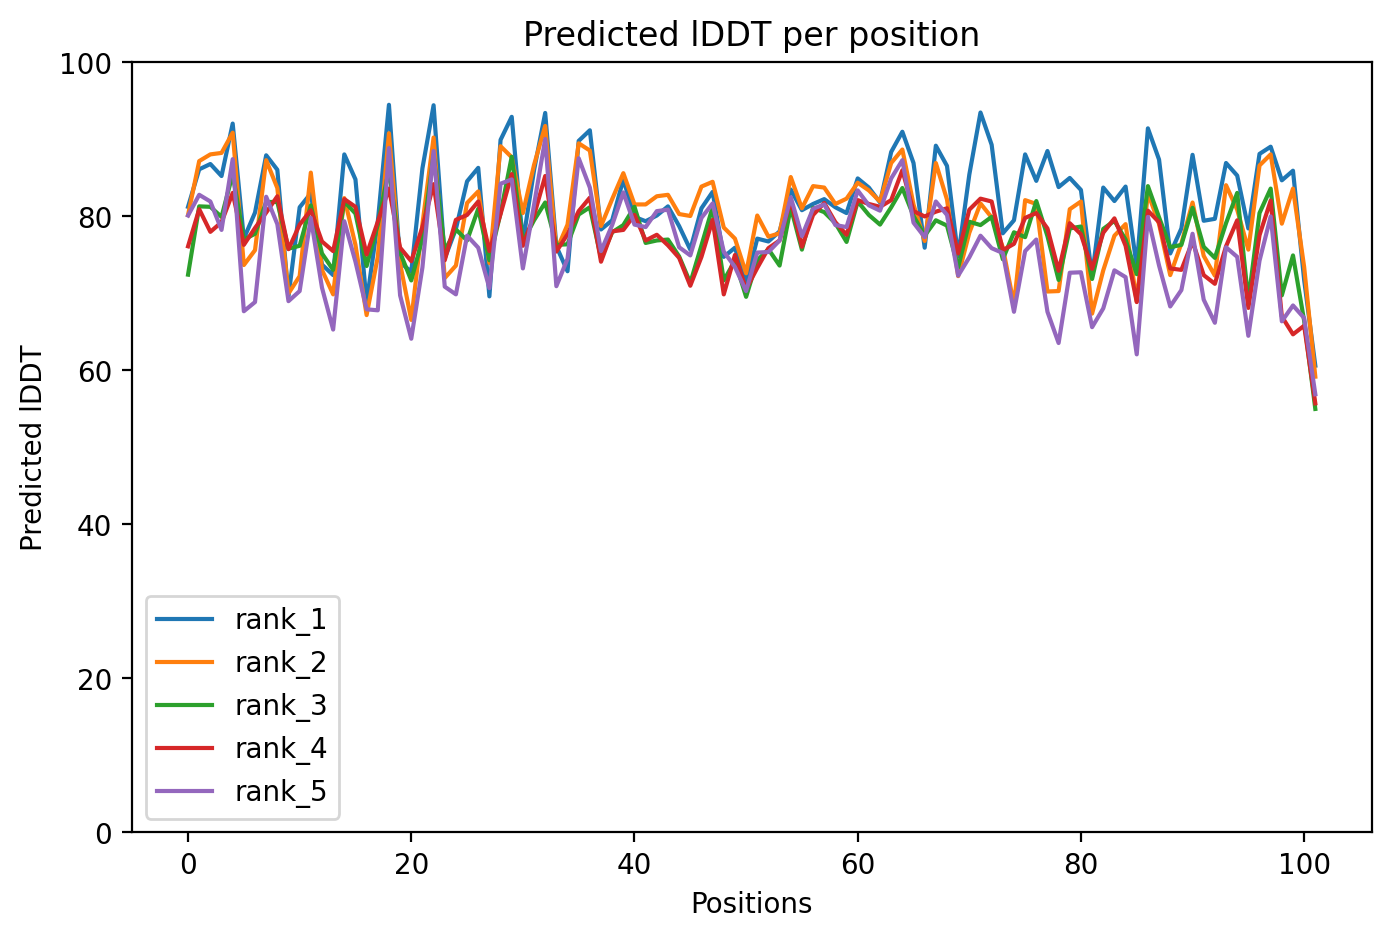 Predicted lDDT per position
100
80
60
40
20
0
Predicted lDDT
rank_1
rank_2
rank_3
rank_4
rank_5
0 20 40 60 80 100
Positions